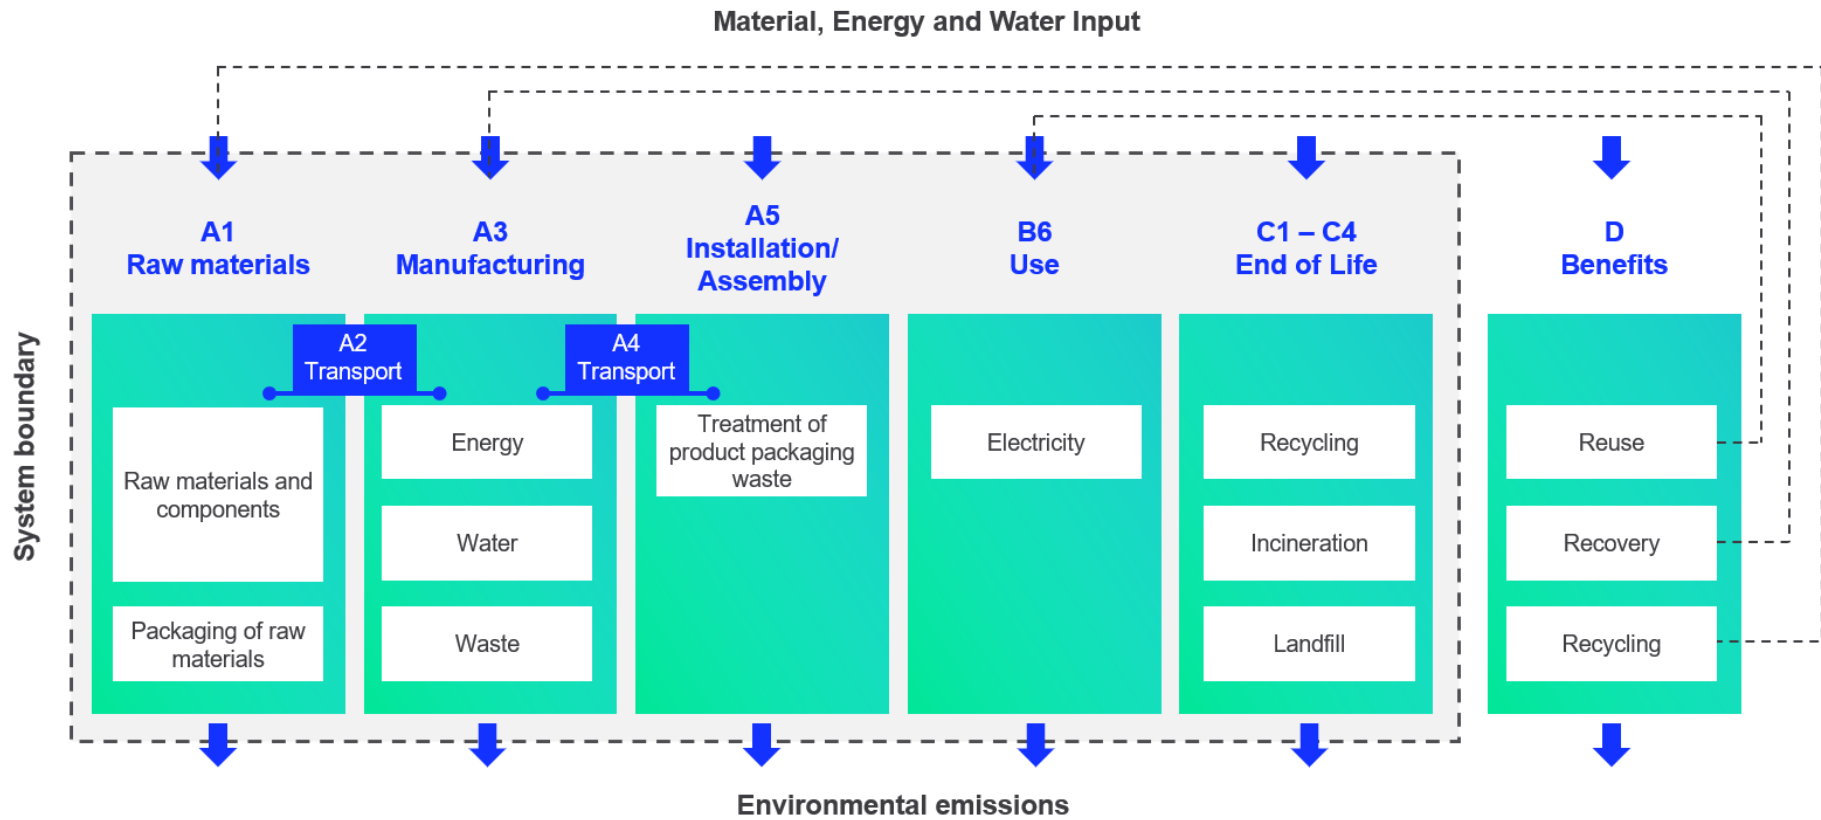 Material, Energy and Water Input
System boundary
A1
Raw materials
A3
Manufacturing
A5
Installation/
Assembly
B6
Use
C1 – C4
End of Life
D
Benefits
A2
Transport
A4
Transport
Raw materials and
components
Packaging of raw
materials
Energy
Water
Waste
Treatment of
product packaging
waste
Electricity
Recycling
Incineration
Landfill
Reuse
Recovery
Recycling
Environmental emissions